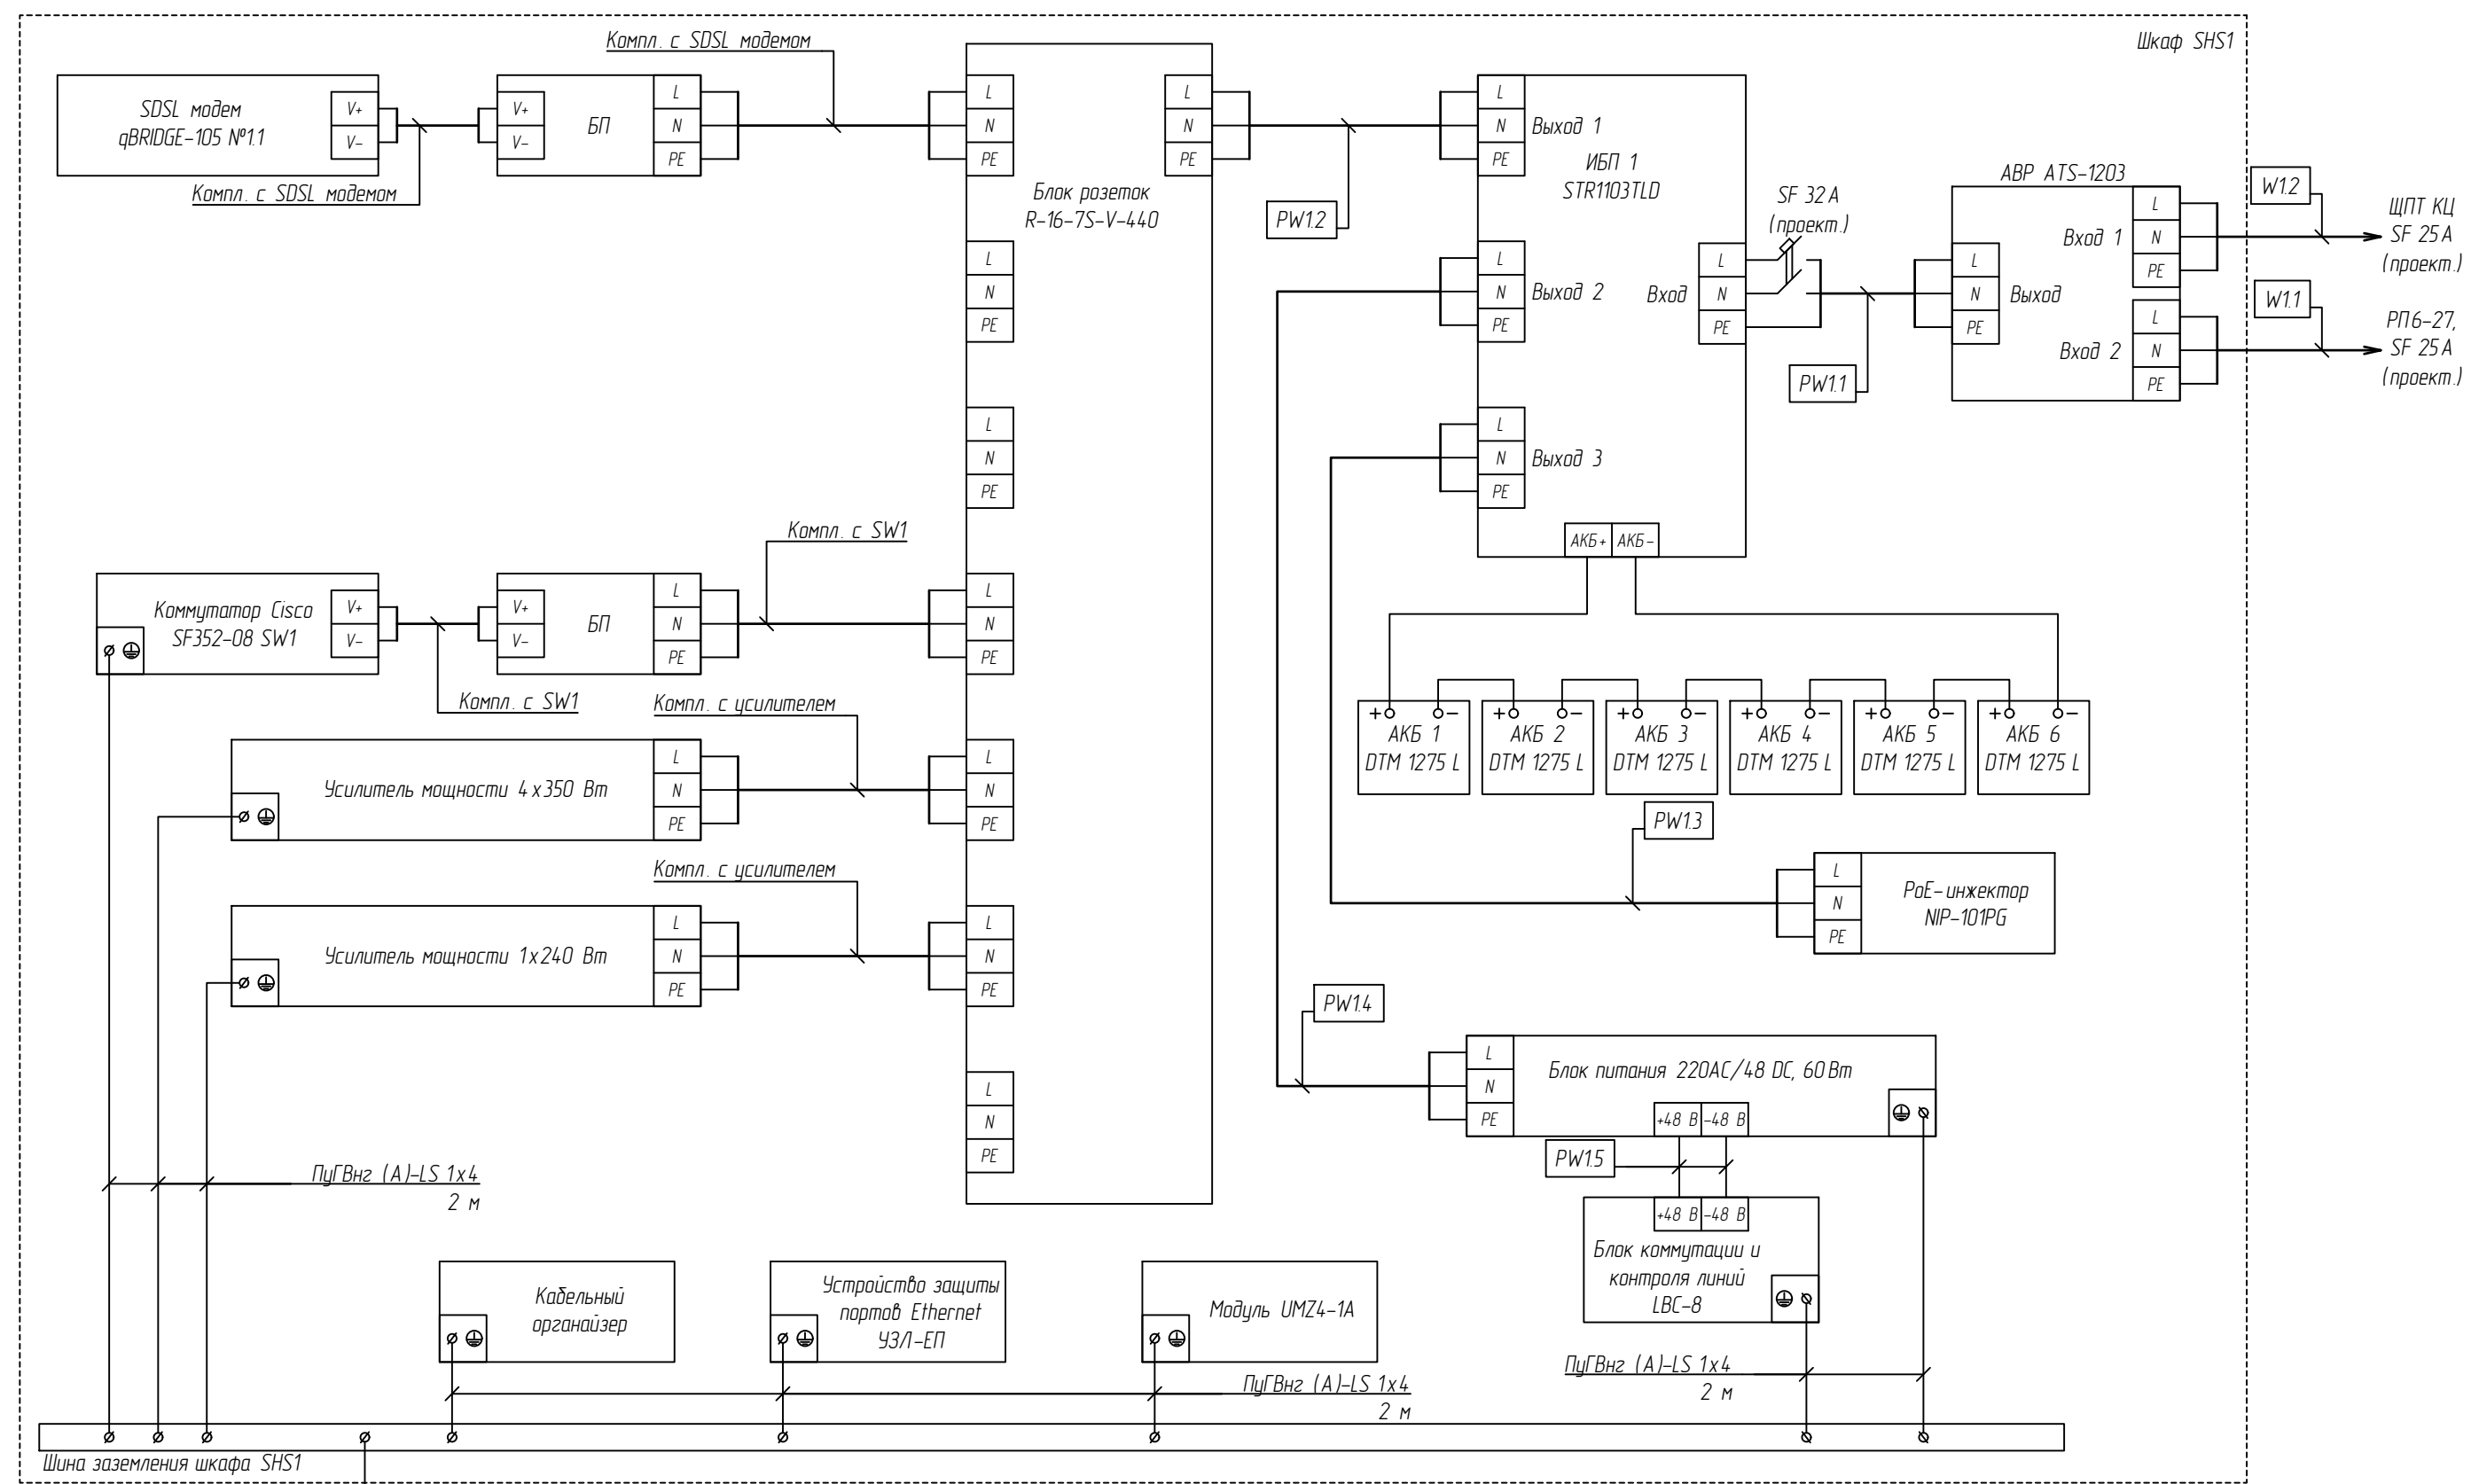 Шкаф SHS1
Компл. с SDSL модемом
SDSL модем
qBRIDGE-105 №1.1
V+
V-
Компл. с SDSL модемом
V+
V-
БП
L
N
PE
L
N
PE
L
N
PE
Блок розеток
R-16-7S-V-440
L
N
PE
L
N
PE
L
N
PE
L
N
PE
L
N
PE
L
N
PE
PW1.2
L
N
PE
Выход 1
ИБП 1
STR1103TLD
L
N
PE
Выход 2
L
N
PE
Выход 3
Вход
L
N
PE
АКБ+
АКБ-
SF 32 А
(проект.)
PW1.1
АВР ATS-1203
L
N
PE
Выход
Вход 1
L
N
PE
Вход 2
L
N
PE
W1.2
ЩПТ КЦ
SF 25 А
(проект.)
W1.1
РП6-27,
SF 25 А
(проект.)
Компл. с SW1
Коммутатор Cisco
SF352-08 SW1
V+
V-
Компл. с SW1
V+
V-
БП
L
N
PE
Компл. с усилителем
Усилитель мощности 4х350 Вт
L
N
PE
Компл. с усилителем
Усилитель мощности 1х240 Вт
L
N
PE
+ -
АКБ 1
DTM 1275 L
+ -
АКБ 2
DTM 1275 L
+ -
АКБ 3
DTM 1275 L
+ -
АКБ 4
DTM 1275 L
+ -
АКБ 5
DTM 1275 L
+ -
АКБ 6
DTM 1275 L
PW1.3
L
N
PE
PoE-инжектор
NIP-101PG
PW1.4
L
N
PE
Блок питания 220AC/48 DC, 60 Вт
+48 В
-48 В
PW1.5
+48 В
-48 В
Блок коммутации и
контроля линий
LBC-8
ПуГВнг (А)-LS 1х4
2 м
Кабельный
органайзер
Устройство защиты
портов Ethernet
УЗЛ-ЕП
Модуль UMZ4-1A
ПуГВнг (А)-LS 1х4
2 м
ПуГВнг (А)-LS 1х4
2 м
Шина заземления шкафа SHS1